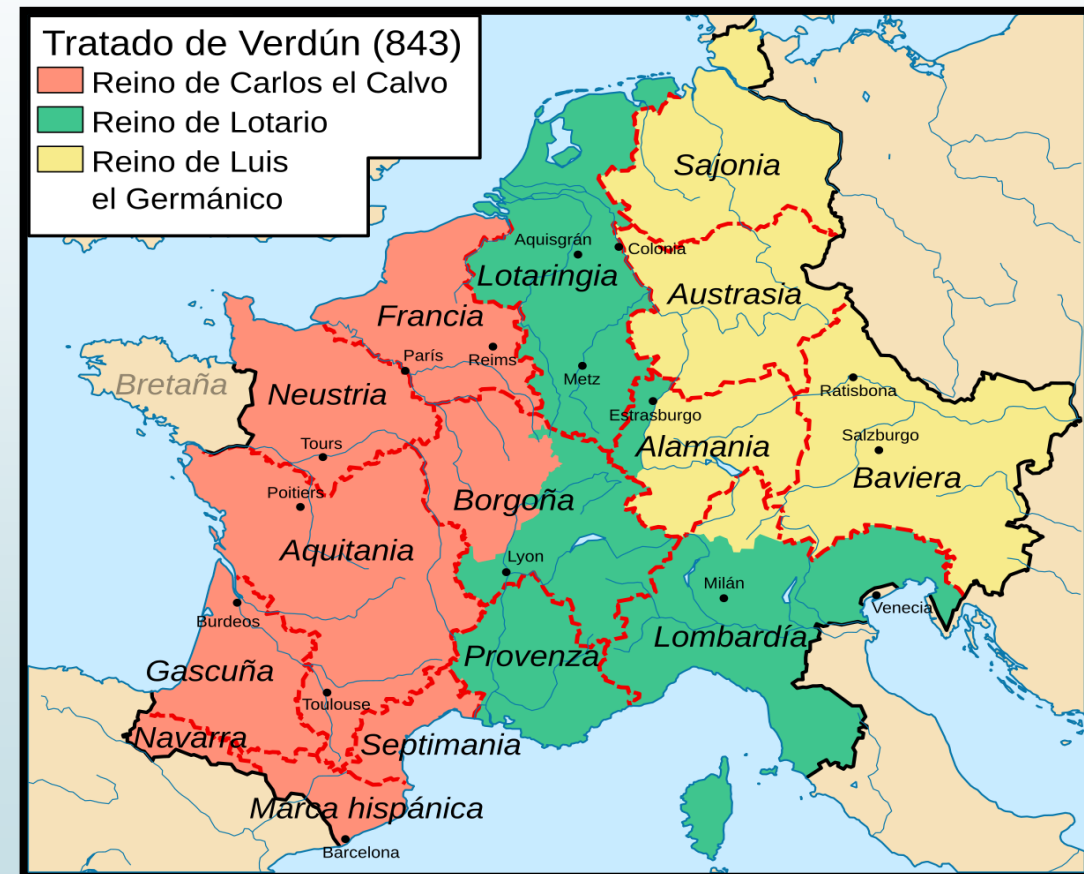 Tratado de Verdún (843)
Reino de Carlos el Calvo
Reino de Lotario
Reino de Luis
el Germánico
Sajonia
Aquisgrán
Colonia
Lotaringia
Austrasia
Francia
París
Reims
Metz
Bretaña
Neustria
Estrasburgo
Ratisbona
Tours
Alamania
Salzburgo
Baviera
Poitiers
Borgoña
Aquitania
Lyon
Milán
Burdeos
Venecia
Lombardía
Provenza
Gascuña
Toulouse
Navarra
Septimania
Marca hispánica
Barcelona